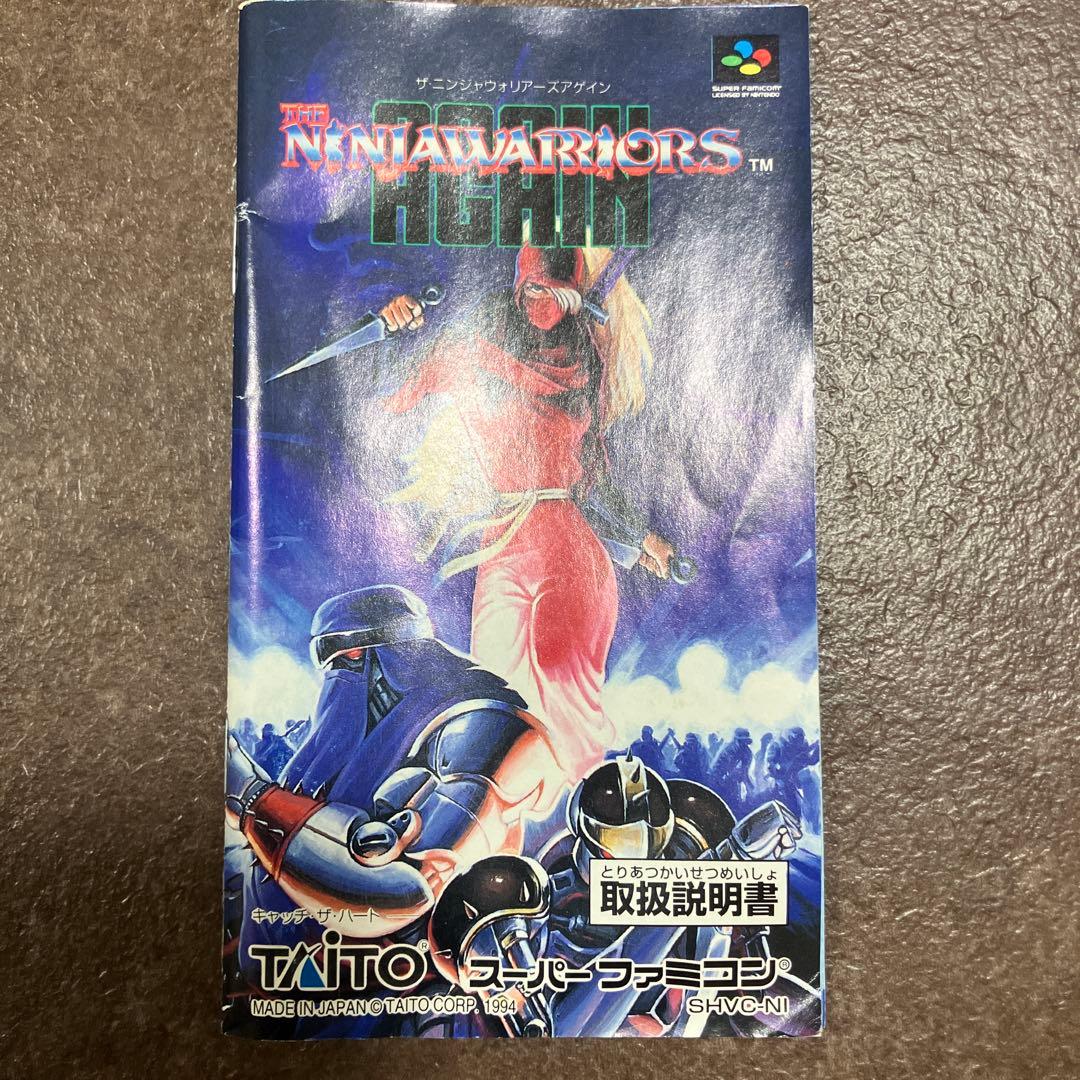 ザ・ニンジャウォリアーズアゲイン
SUPER FAMICOM
LICENSED BY NINTENDO
THE
NINJAWARRIORS TM
AGAIN
とりあつかいせつめいしょ
取扱説明書
キャッチ・ザ・ハート
TAITO® スーパーファミコン®
MADE IN JAPAN © TAITO CORP. 1994 SHVC-NI